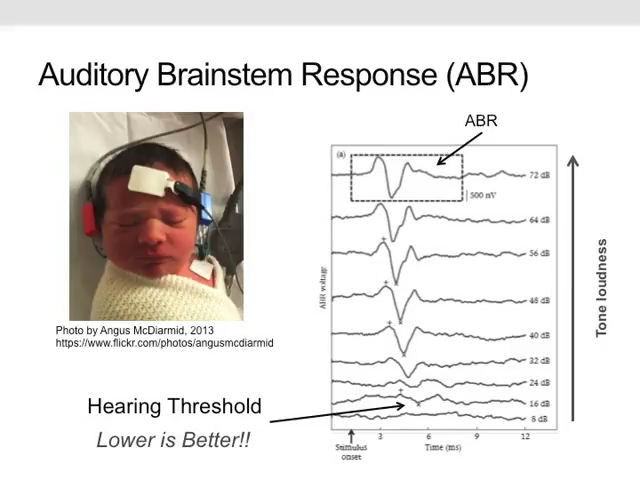 Auditory Brainstem Response (ABR)
ABR
(a)
72 dB
500 nV
64 dB
56 dB
48 dB
40 dB
32 dB
24 dB
16 dB
8 dB
ABR voltage
Tone loudness
Photo by Angus McDiarmid, 2013
https://www.flickr.com/photos/angusmcdiarmid
Hearing Threshold
Lower is Better!!
3
6
9
12
Stimulus
onset
Time (ms)